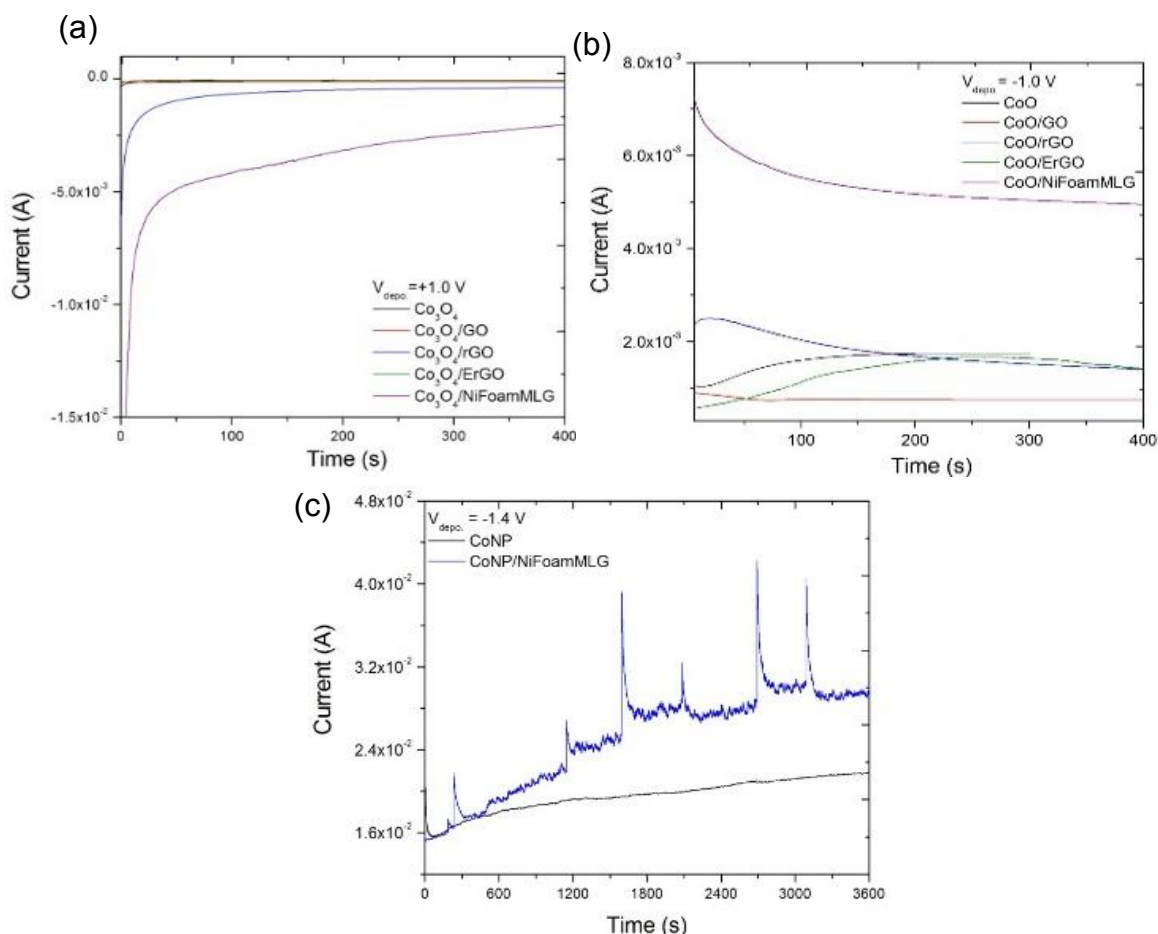 (a)
0.0
-5.0x10⁻³
-1.0x10⁻²
-1.5x10⁻²
Current (A)
V_depo. =+1.0 V
Co₃O₄
Co₃O₄/GO
Co₃O₄/rGO
Co₃O₄/ErGO
Co₃O₄/NiFoamMLG
0 100 200 300 400
Time (s)
(b)
8.0x10⁻³
6.0x10⁻³
4.0x10⁻³
2.0x10⁻³
Current (A)
V_depo. = -1.0 V
CoO
CoO/GO
CoO/rGO
CoO/ErGO
CoO/NiFoamMLG
100 200 300 400
Time (s)
(c)
4.8x10⁻²
4.0x10⁻²
3.2x10⁻²
2.4x10⁻²
1.6x10⁻²
Current (A)
V_depo. = -1.4 V
CoNP
CoNP/NiFoamMLG
0 600 1200 1800 2400 3000 3600
Time (s)